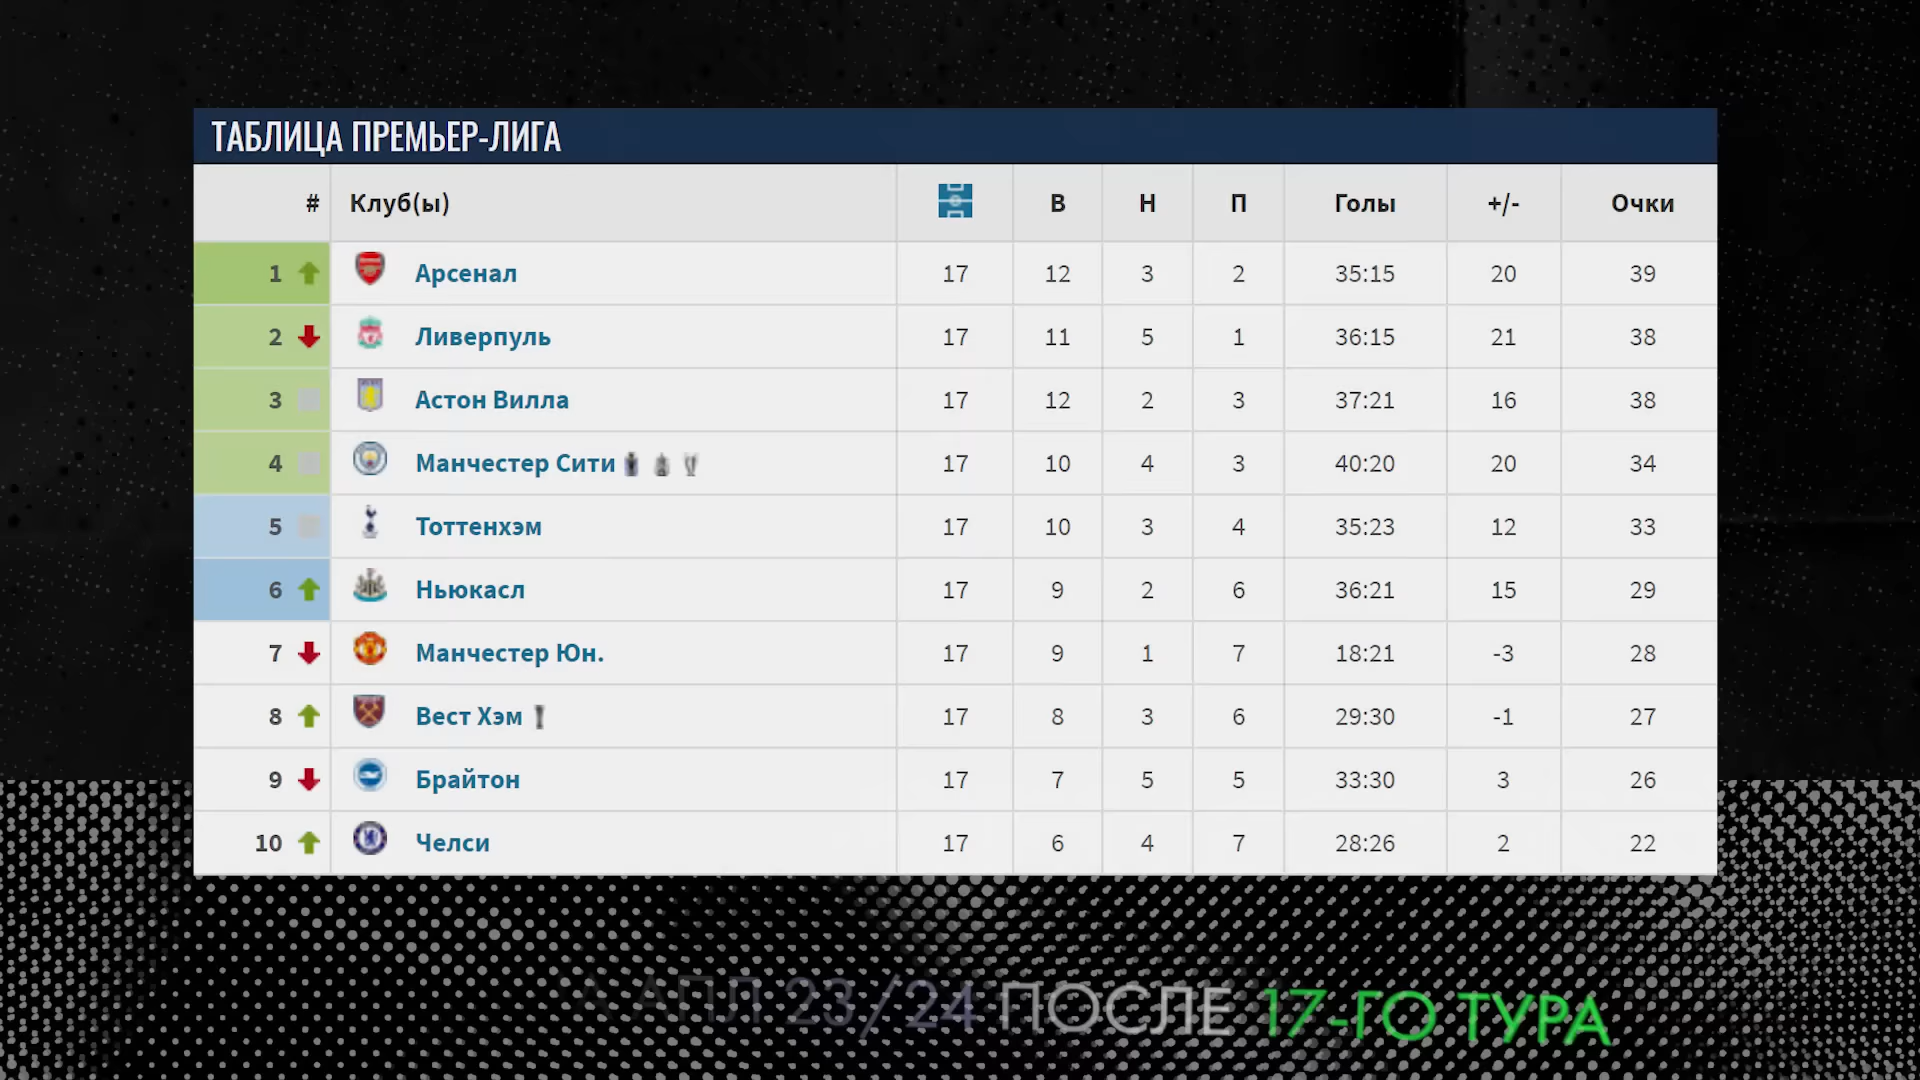 ТАБЛИЦА ПРЕМЬЕР-ЛИГА
# Клуб(ы) В Н П Голы +/- Очки
1 Арсенал 17 12 3 2 35:15 20 39
2 Ливерпуль 17 11 5 1 36:15 21 38
3 Астон Вилла 17 12 2 3 37:21 16 38
4 Манчестер Сити 17 10 4 3 40:20 20 34
5 Тоттенхэм 17 10 3 4 35:23 12 33
6 Ньюкасл 17 9 2 6 36:21 15 29
7 Манчестер Юн. 17 9 1 7 18:21 -3 28
8 Вест Хэм 17 8 3 6 29:30 -1 27
9 Брайтон 17 7 5 5 33:30 3 26
10 Челси 17 6 4 7 28:26 2 22
АПЛ 23/24 ПОСЛЕ 17-ГО ТУРА